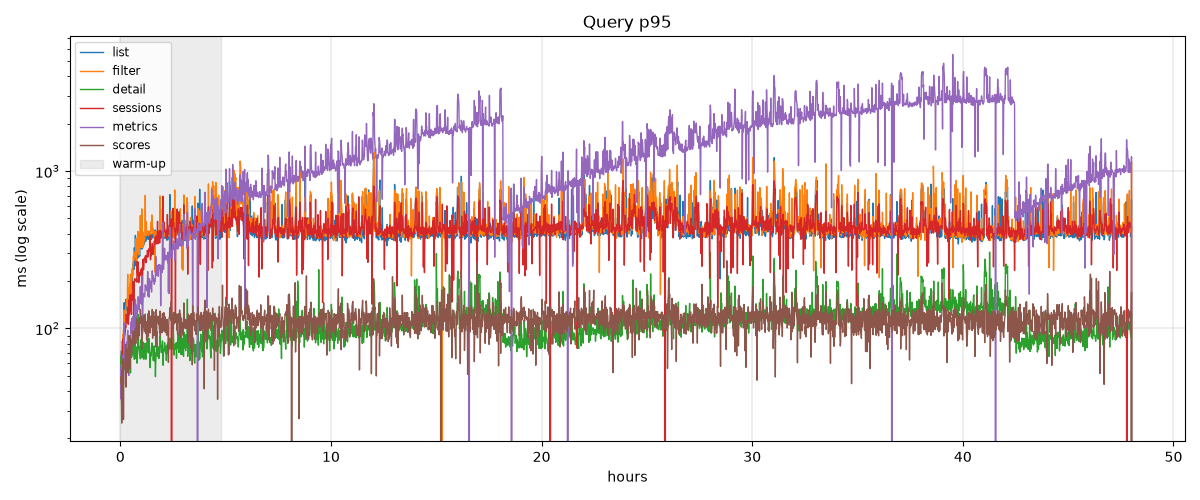 Query p95
list
filter
detail
sessions
metrics
scores
warm-up
ms (log scale)
10³
10²
0
10
20
30
40
50
hours